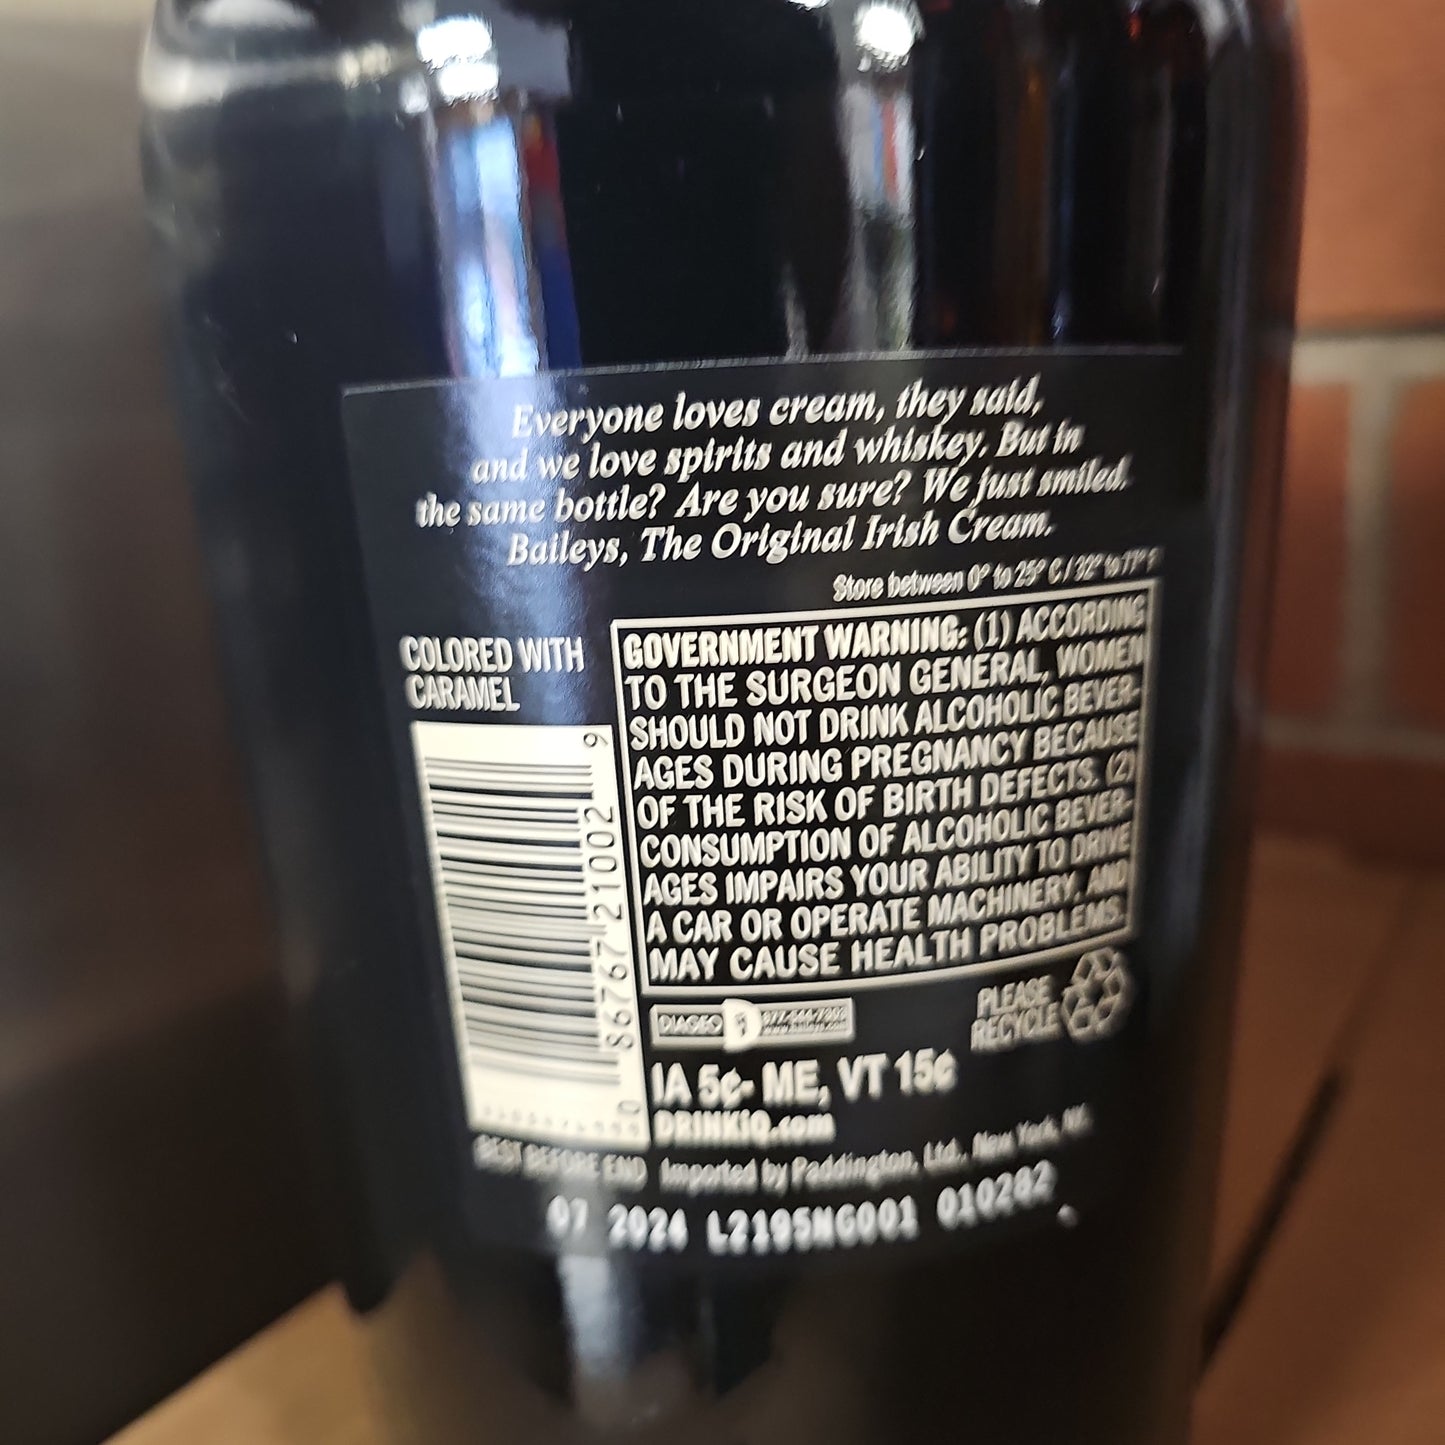 Everyone loves cream, they said,
and we love spirits and whiskey. But in
the same bottle? Are you sure? We just smiled.
Baileys, The Original Irish Cream.
Store between 0° to 25° C / 32° to 77° F
COLORED WITH
CARAMEL
GOVERNMENT WARNING: (1) ACCORDING
TO THE SURGEON GENERAL, WOMEN
SHOULD NOT DRINK ALCOHOLIC BEVER-
AGES DURING PREGNANCY BECAUSE
OF THE RISK OF BIRTH DEFECTS. (2)
CONSUMPTION OF ALCOHOLIC BEVER-
AGES IMPAIRS YOUR ABILITY TO DRIVE
A CAR OR OPERATE MACHINERY, AND
MAY CAUSE HEALTH PROBLEMS.
0 86767 21002 9
DIAGEO
PLEASE
RECYCLE
IA 5¢- ME, VT 15¢
DRINKiQ.com
BEST BEFORE END
Imported by Paddington, Ltd., New York, NY.
07 2024 L2195NG001 010282